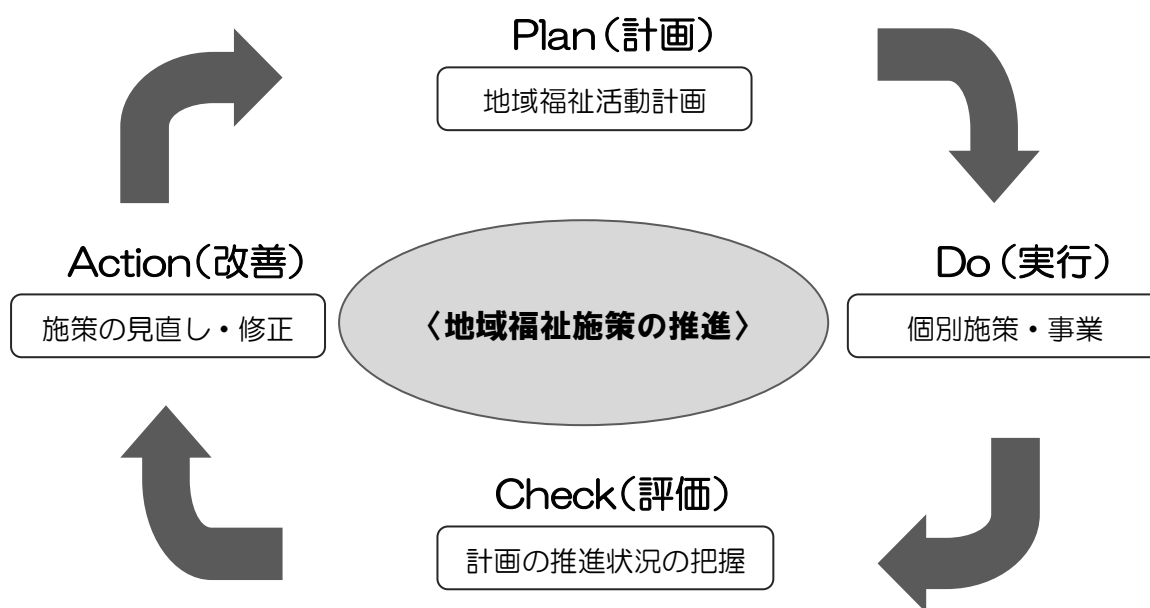 Plan(計画)
地域福祉活動計画
Action(改善)
施策の見直し・修正
〈地域福祉施策の推進〉
Do(実行)
個別施策・事業
Check(評価)
計画の推進状況の把握